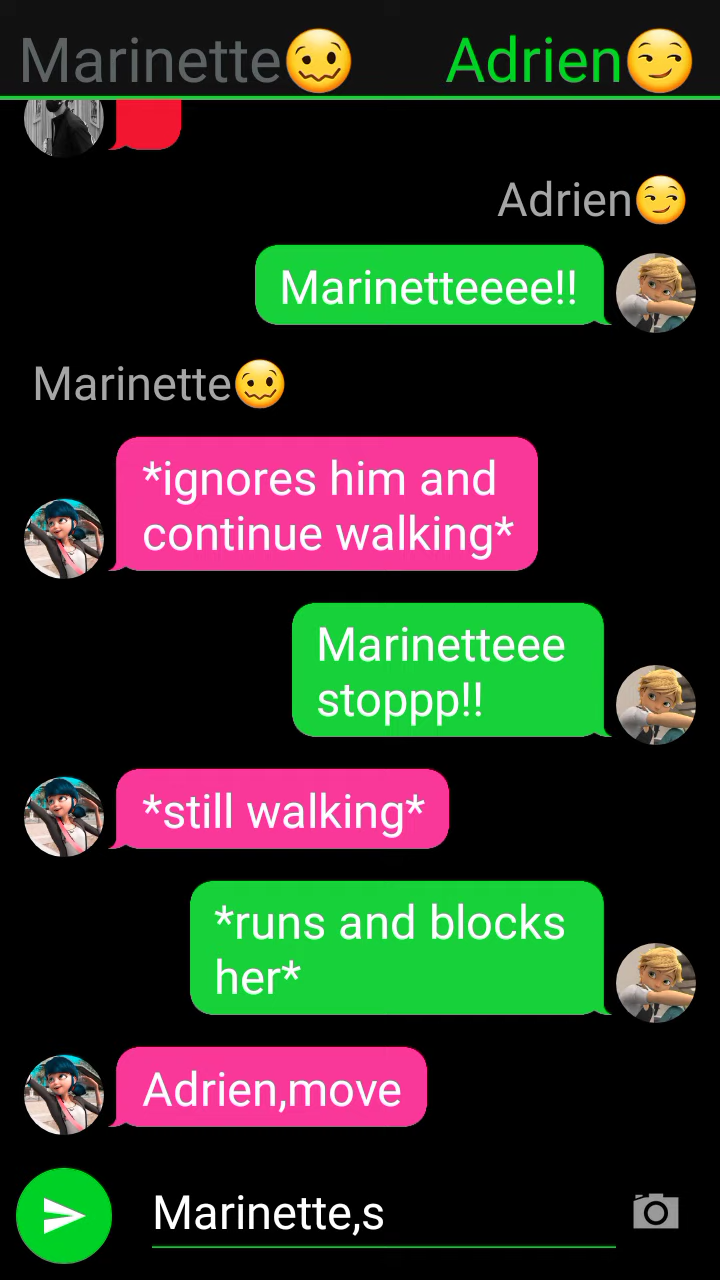 Marinette🥴 Adrien😏
Adrien😏
Marinetteeee!!
Marinette🥴
*ignores him and
continue walking*
Marinetteee
stoppp!!
*still walking*
*runs and blocks
her*
Adrien,move
Marinette,s